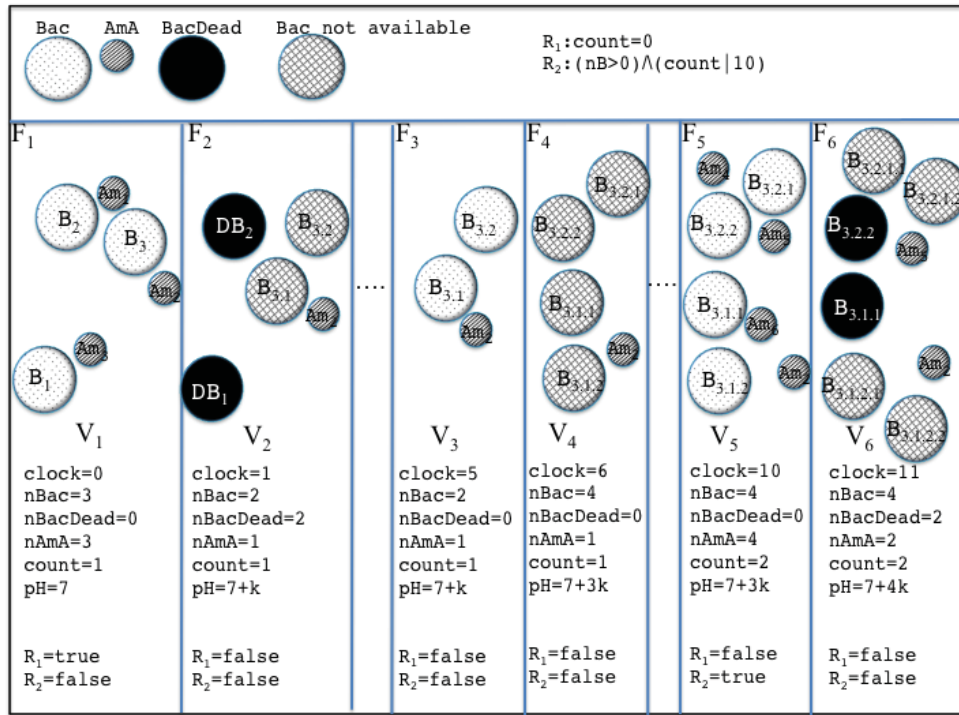 Bac AmA BacDead Bac not available
R1:count=0
R2:(nB>0)∧(count|10)
F1
Am1
B2
B3
Am2
Am3
B1
V1
clock=0
nBac=3
nBacDead=0
nAmA=3
count=1
pH=7
R1=true
R2=false
F2
DB2
B3.2
B3.1
Am2
DB1
V2
clock=1
nBac=2
nBacDead=2
nAmA=1
count=1
pH=7+k
R1=false
R2=false
....
F3
B3.2
B3.1
Am2
V3
clock=5
nBac=2
nBacDead=0
nAmA=1
count=1
pH=7+k
R1=false
R2=false
F4
B3.2.1
B3.2.2
B3.1.1
Am2
B3.1.2
V4
clock=6
nBac=4
nBacDead=0
nAmA=1
count=1
pH=7+3k
R1=false
R2=false
....
F5
Am4
B3.2.1
B3.2.2
Am5
B3.1.1
Am6
B3.1.2
Am2
V5
clock=10
nBac=4
nBacDead=0
nAmA=4
count=2
pH=7+3k
R1=false
R2=true
F6
B3.2.1.1
B3.2.1.2
B3.2.2
Am5
B3.1.1
Am2
B3.1.2.1
B3.1.2.2
V6
clock=11
nBac=4
nBacDead=2
nAmA=2
count=2
pH=7+4k
R1=false
R2=false